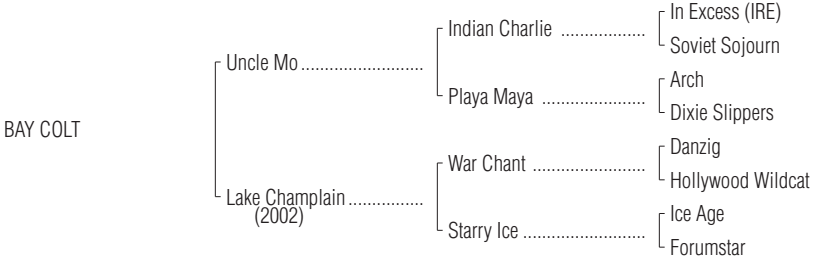 In Excess (IRE)
Indian Charlie ...................
Soviet Sojourn
Uncle Mo..........................
Arch
Playa Maya ......................
Dixie Slippers
BAY COLT
Danzig
War Chant ........................
Hollywood Wildcat
Lake Champlain................
(2002)
Ice Age
Starry Ice ..........................
Forumstar